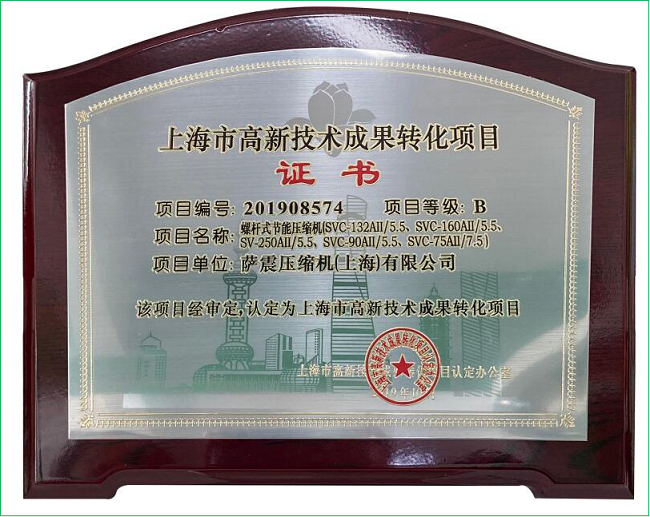 上海市高新技术成果转化项目
证书
项目编号: 201908574 项目等级: B
项目名称: 螺杆式节能压缩机(SVC-132AII/5.5、SVC-160AII/5.5、
SV-250AII/5.5、SVC-90AII/5.5、SVC-75AII/7.5)
项目单位: 萨震压缩机(上海)有限公司
该项目经审定,认定为上海市高新技术成果转化项目
上海市高新技 目认定办公室